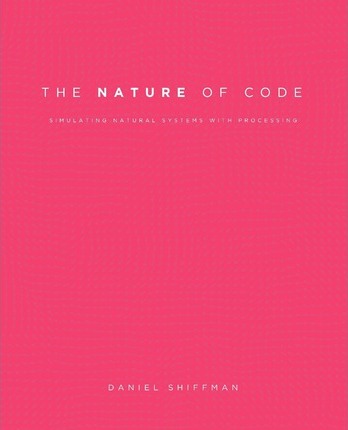 THE NATURE OF CODE
SIMULATING NATURAL SYSTEMS WITH PROCESSING
DANIEL SHIFFMAN